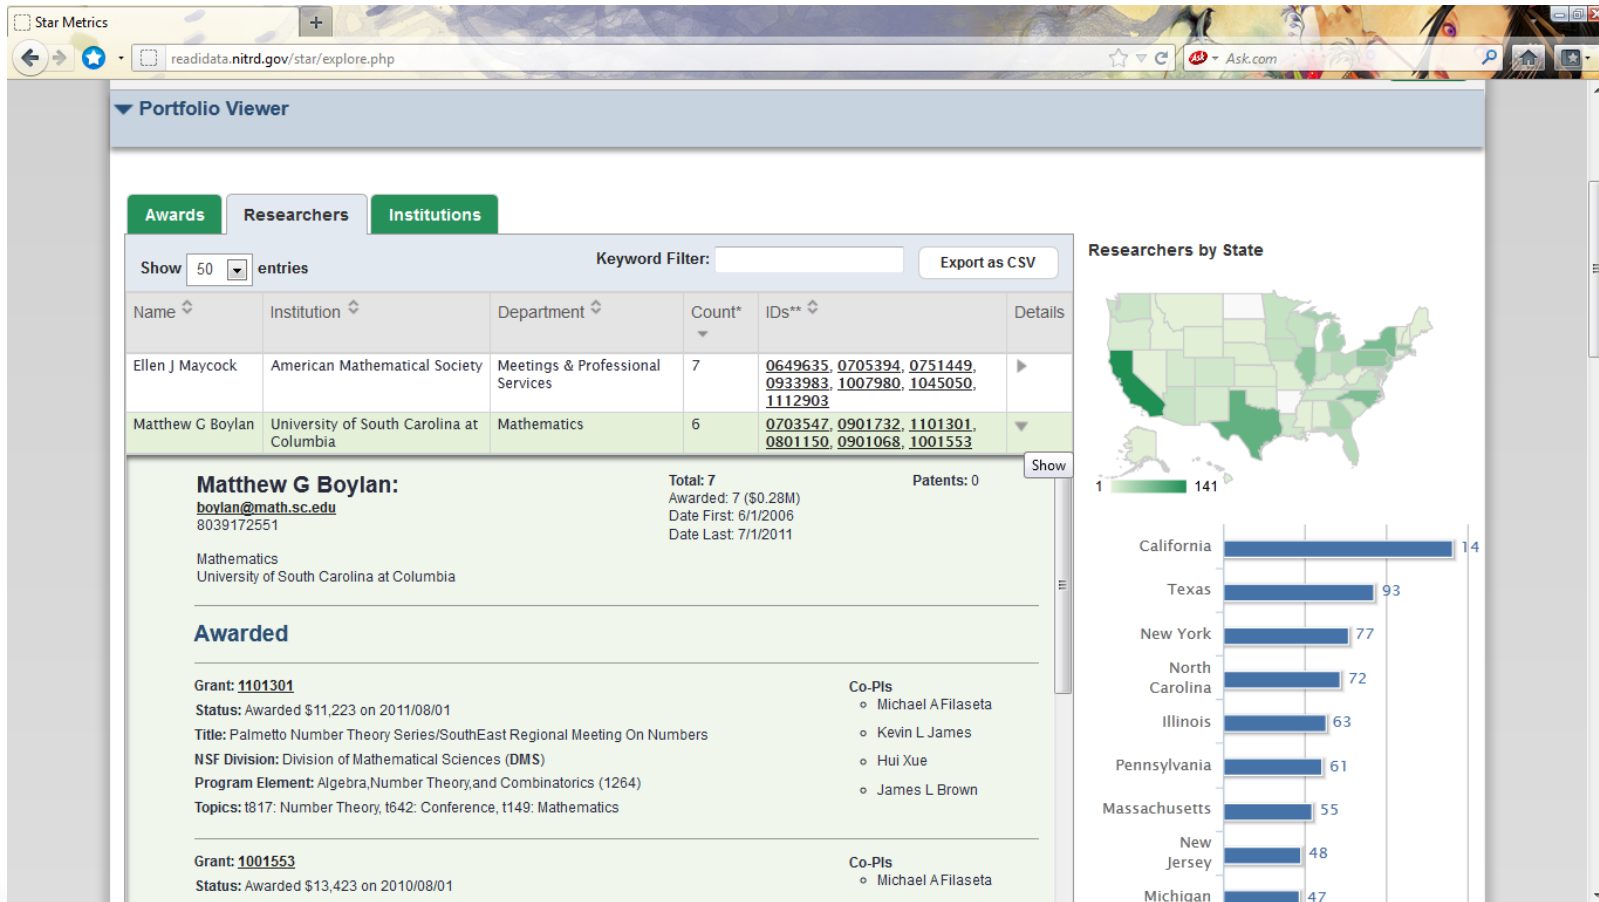 Star Metrics
+
readidata.nitrd.gov/star/explore.php
Ask
Ask.com
Portfolio Viewer
Awards
Researchers
Institutions
Show 50 entries
Keyword Filter:
Export as CSV
Name
Institution
Department
Count*
IDs**
Details
Ellen J Maycock
American Mathematical Society
Meetings & Professional
Services
7
0649635, 0705394, 0751449,
0933983, 1007980, 1045050,
1112903
Matthew G Boylan
University of South Carolina at
Columbia
Mathematics
6
0703547, 0901732, 1101301,
0801150, 0901068, 1001553
Show
Matthew G Boylan:
boylan@math.sc.edu
8039172551
Mathematics
University of South Carolina at Columbia
Total: 7
Awarded: 7 ($0.28M)
Date First: 6/1/2006
Date Last: 7/1/2011
Patents: 0
Awarded
Grant: 1101301
Status: Awarded $11,223 on 2011/08/01
Title: Palmetto Number Theory Series/SouthEast Regional Meeting On Numbers
NSF Division: Division of Mathematical Sciences (DMS)
Program Element: Algebra,Number Theory,and Combinatorics (1264)
Topics: t817: Number Theory, t642: Conference, t149: Mathematics
Co-PIs
Michael A Filaseta
Kevin L James
Hui Xue
James L Brown
Grant: 1001553
Status: Awarded $13,423 on 2010/08/01
Co-PIs
Michael A Filaseta
Researchers by State
1
141
California
14
Texas
93
New York
77
North
Carolina
72
Illinois
63
Pennsylvania
61
Massachusetts
55
New
Jersey
48
Michigan
47